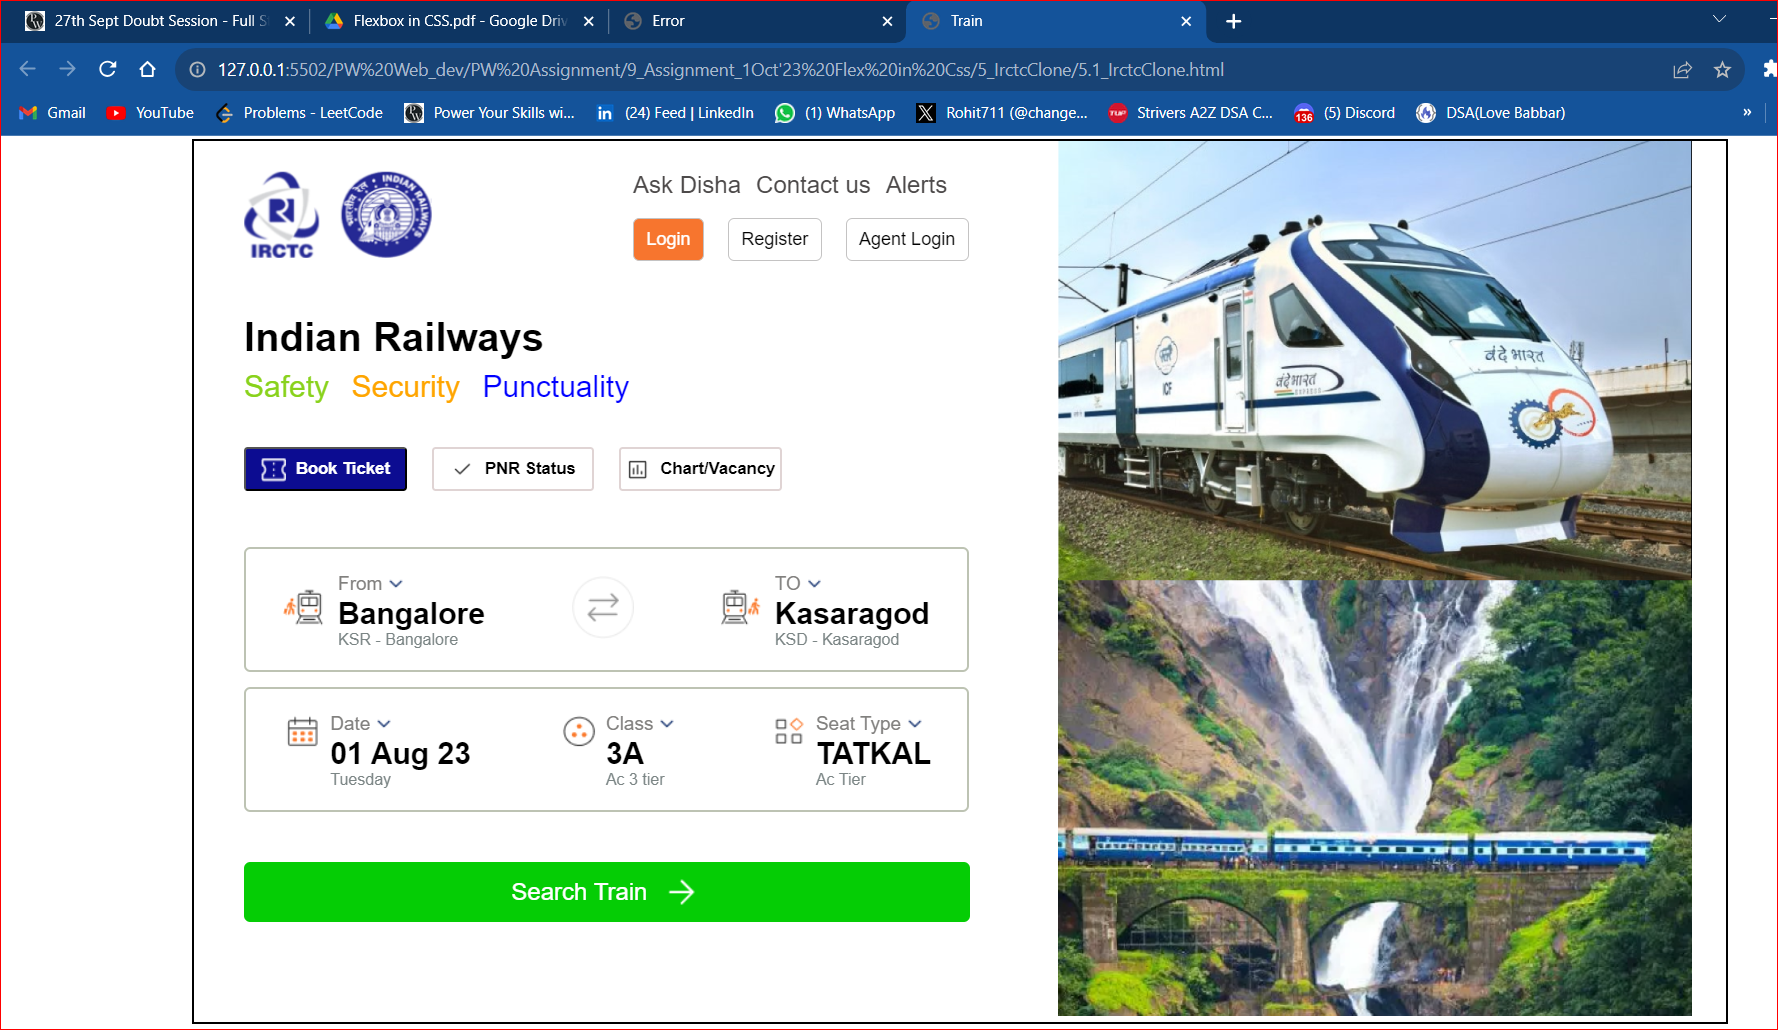 27th Sept Doubt Session - Full S
Flexbox in CSS.pdf - Google Driv
Error
Train
127.0.0.1:5502/PW%20Web_dev/PW%20Assignment/9_Assignment_1Oct'23%20Flex%20in%20Css/5_IrctcClone/5.1_IrctcClone.html
Gmail
YouTube
Problems - LeetCode
Power Your Skills wi...
(24) Feed | LinkedIn
(1) WhatsApp
Rohit711 (@change...
TUF
Strivers A2Z DSA C...
136
(5) Discord
DSA(Love Babbar)
»
IRCTC
भारतीय रेल INDIAN RAILWAYS
Ask Disha Contact us Alerts
Login
Register
Agent Login
Indian Railways
Safety Security Punctuality
Book Ticket
PNR Status
Chart/Vacancy
From
Bangalore
KSR - Bangalore
TO
Kasaragod
KSD - Kasaragod
Date
01 Aug 23
Tuesday
Class
3A
Ac 3 tier
Seat Type
TATKAL
Ac Tier
Search Train
वंदे भारत
ICF
वंदे भारत
EXPRESS